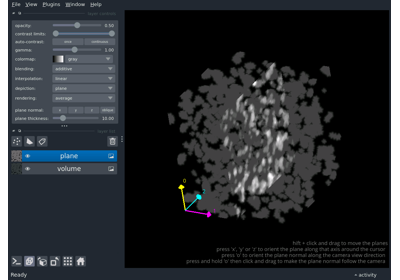 File View Plugins Window Help
opacity: 0.50
contrast limits:
auto-contrast: once continuous
gamma: 1.00
colormap: gray
blending: additive
interpolation: linear
depiction: plane
rendering: average
plane normal: x y z oblique
plane thickness: 10.00
plane
volume
0
2
shift + click and drag to move the planes
press 'x', 'y' or 'z' to orient the plane along that axis around the cursor
press 'o' to orient the plane normal along the camera view direction
press and hold 'o' then click and drag to make the plane normal follow the camera
Ready
activity